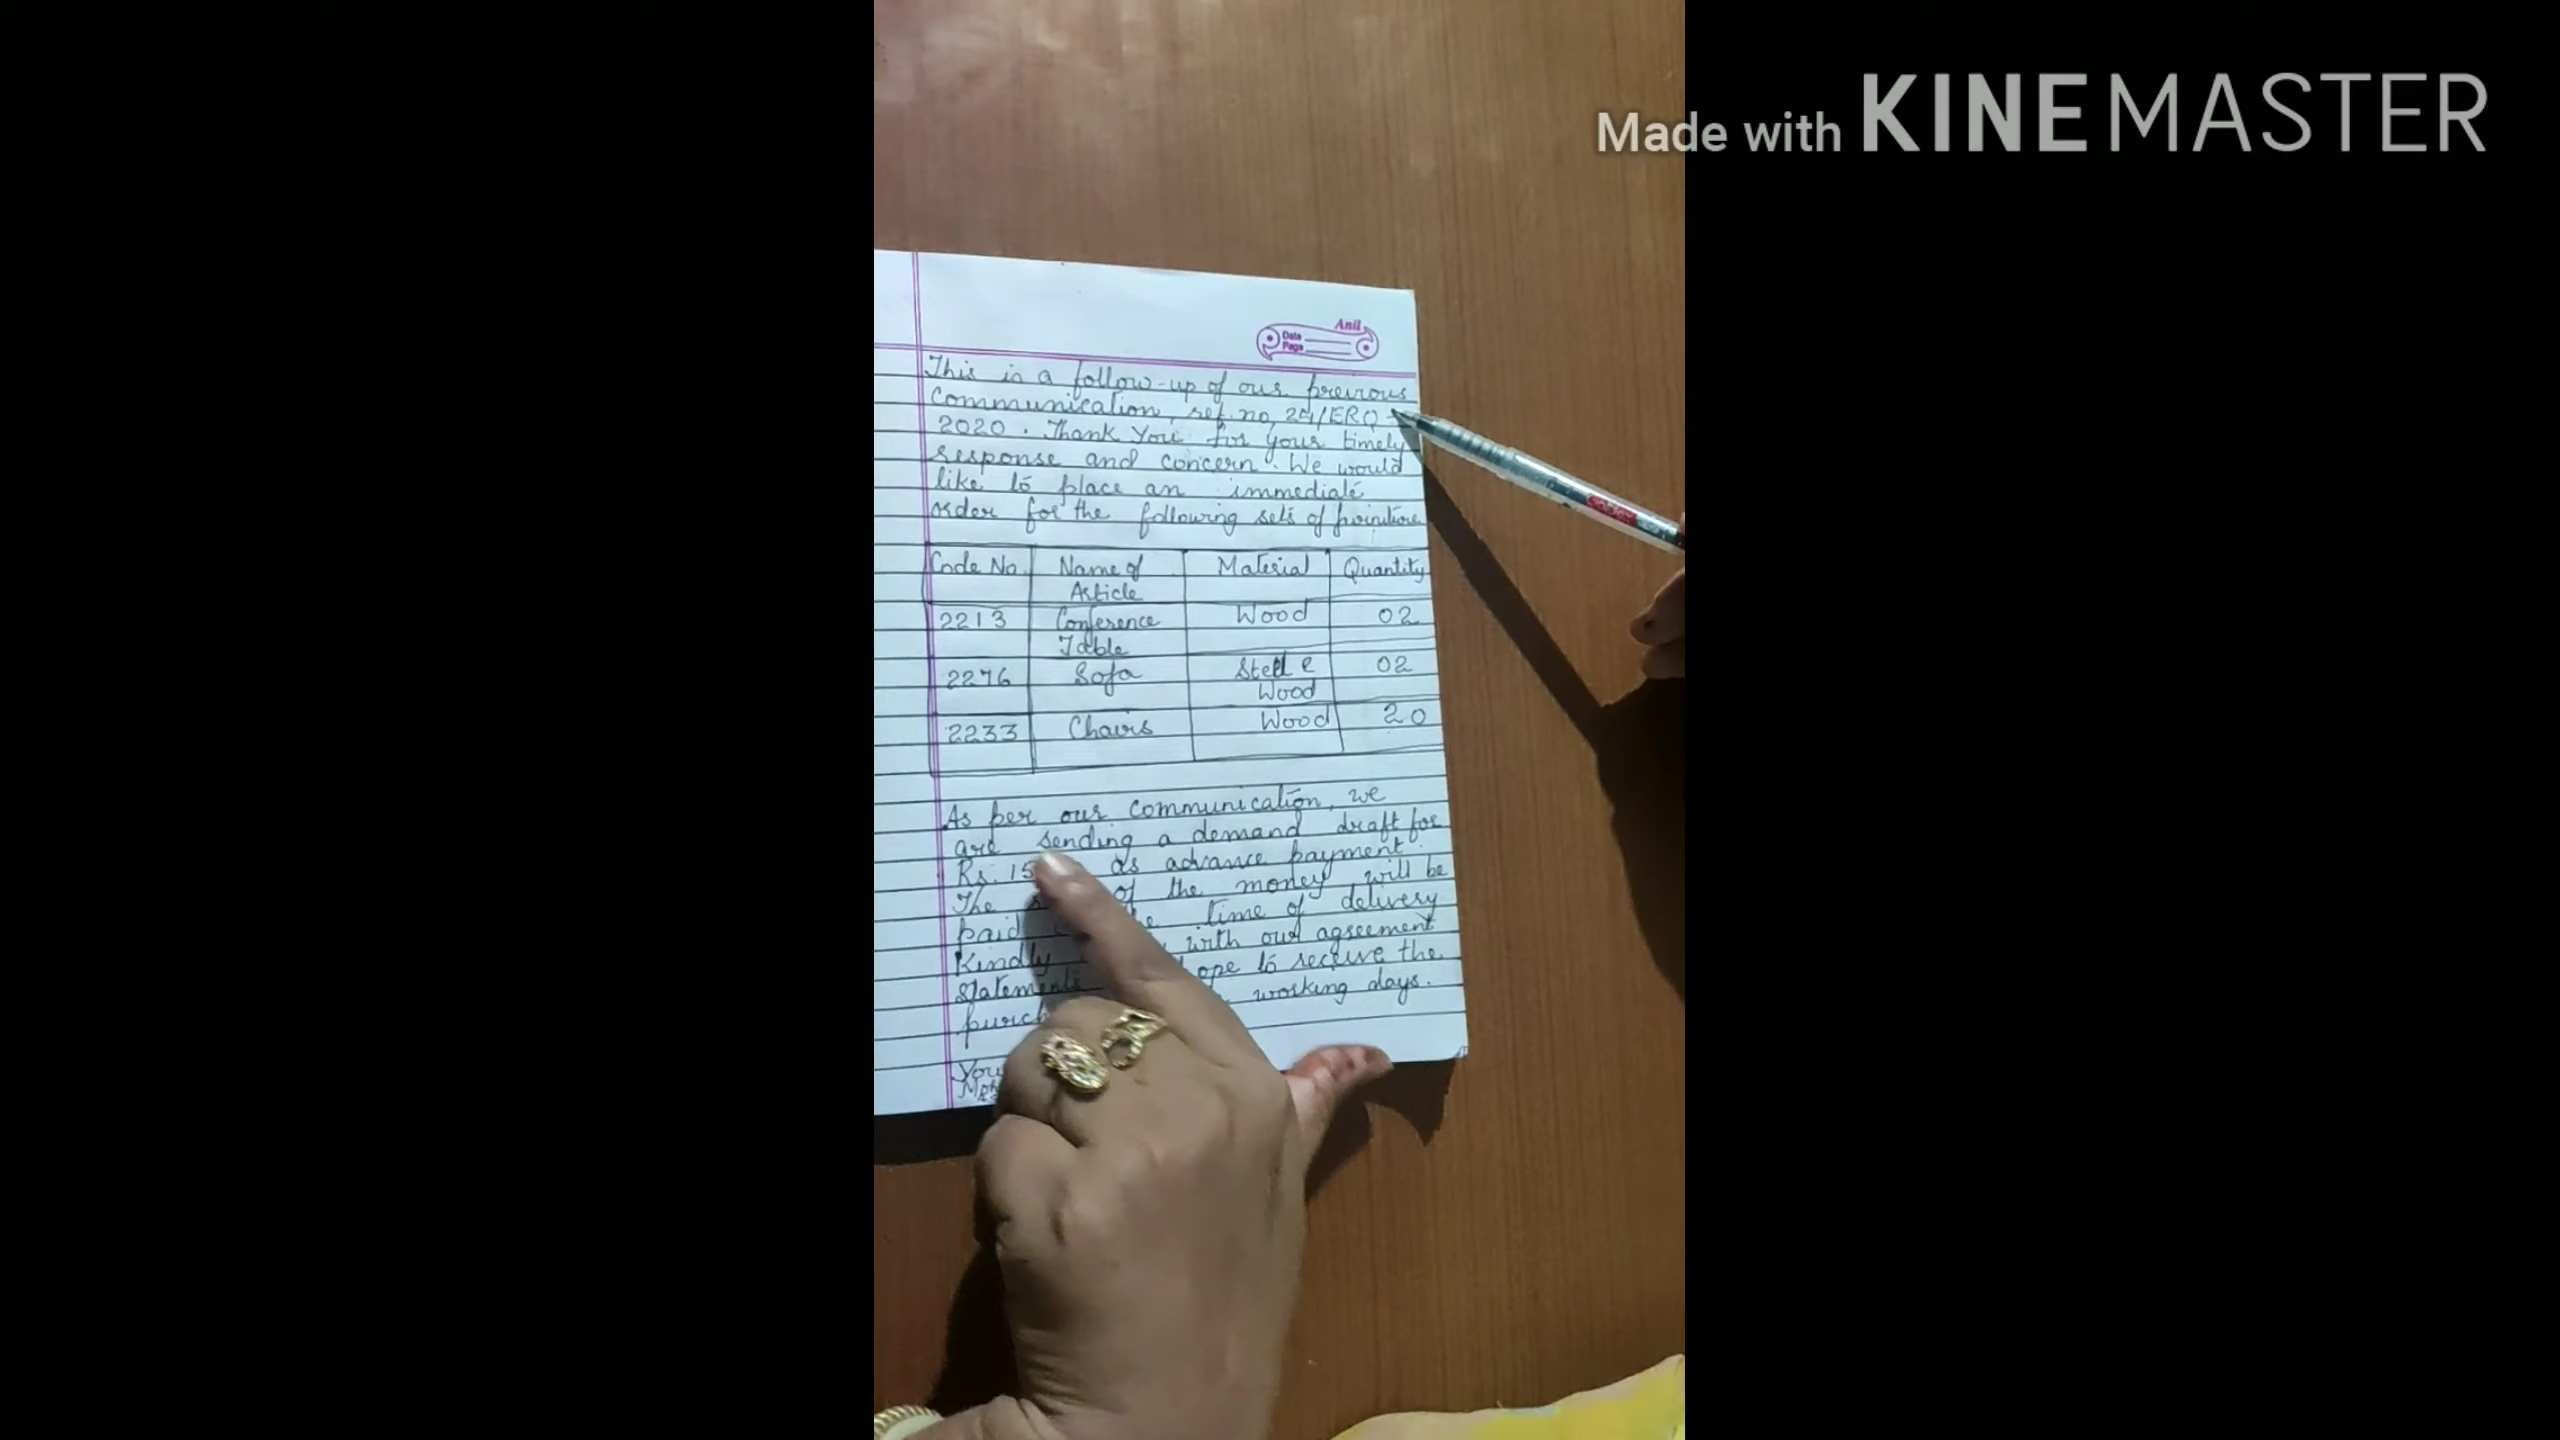 Made with KINEMASTER
Anil
Date
Page
This is a follow-up of our previous
Communication, ref. no, 24/ERQ -
2020. Thank You for your timely
response and concern. We would
like to place an immediate
order for the following sets of
Code No. Name of Article Material Quantity
2213 Conference Table Wood 02
2276 Sofa Wood 02
2233 Chairs Wood 20
As per our communication, we
are sending a demand draft for
Rs. 15 as advance payment.
The of the money will be
paid time of delivery
Kindly with our agreement
Statements to receive the
working days.